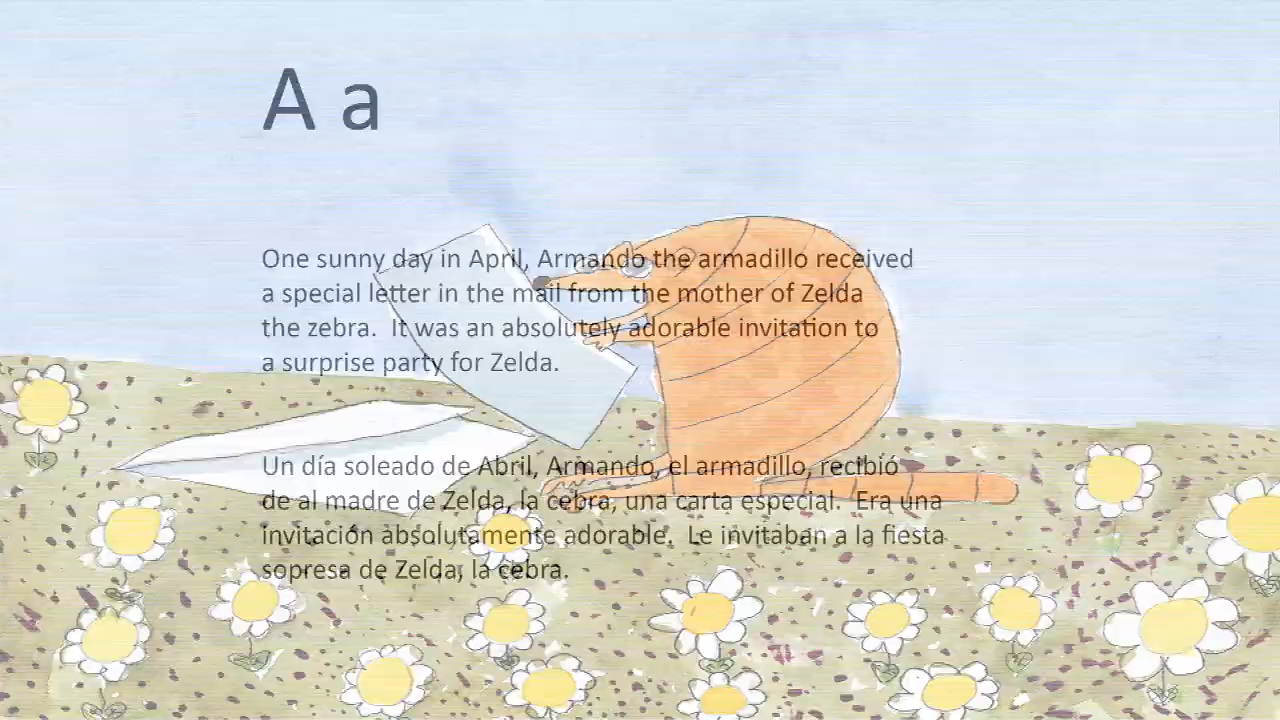 A a
One sunny day in April, Armando the armadillo received
a special letter in the mail from the mother of Zelda
the zebra.  It was an absolutely adorable invitation to
a surprise party for Zelda.
Un día soleado de Abril, Armando, el armadillo, recibió
de al madre de Zelda, la cebra, una carta especial.  Era una
invitación absolutamente adorable.  Le invitaban a la fiesta
sopresa de Zelda, la cebra.